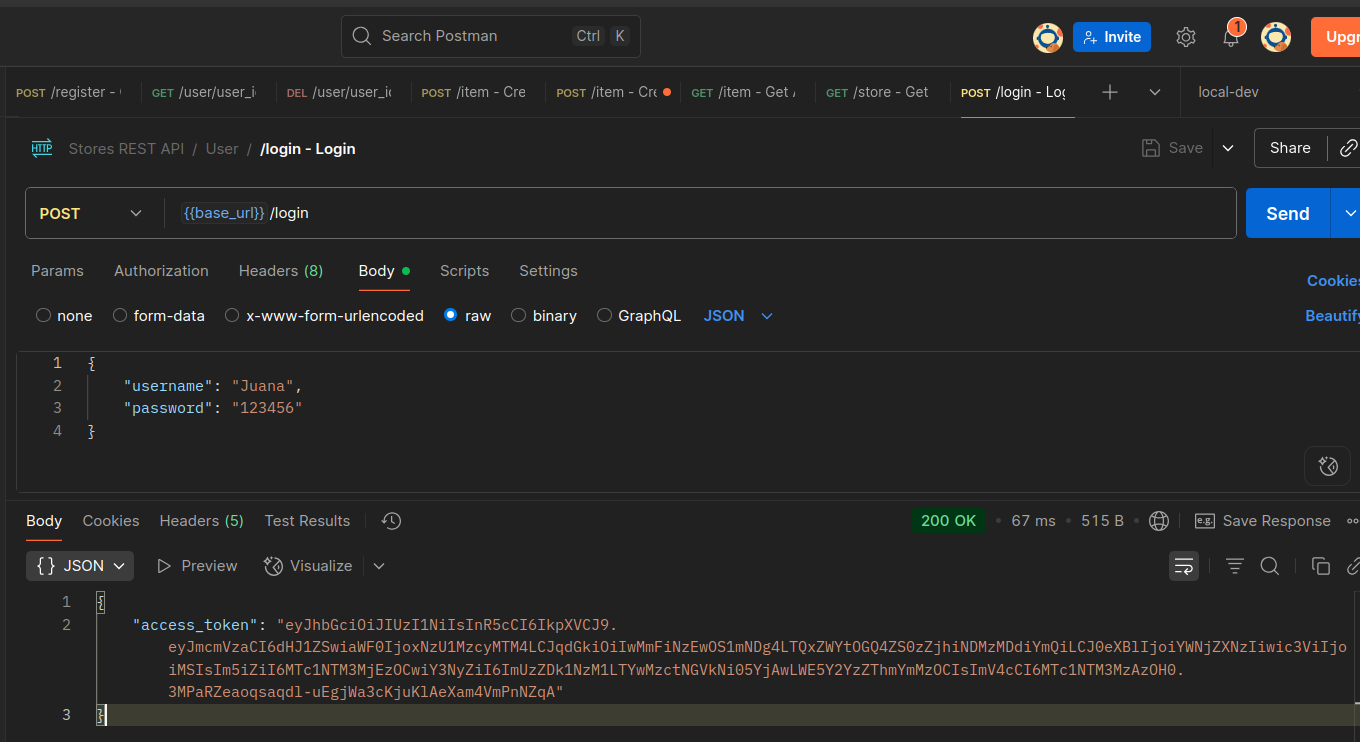 Search Postman Ctrl K Invite 1 Upgr
POST /register - GET /user/user_i DEL /user/user_i POST /item - Cre POST /item - Cre GET /item - Get GET /store - Get POST /login - Log local-dev
HTTP Stores REST API / User / /login - Login Save Share
POST {{base_url}} /login Send
Params Authorization Headers (8) Body Scripts Settings Cookies
none form-data x-www-form-urlencoded raw binary GraphQL JSON Beautify
1 {
2 "username": "Juana",
3 "password": "123456"
4 }
Body Cookies Headers (5) Test Results 200 OK • 67 ms • 515 B • e.g. Save Response
{} JSON Preview Visualize
1 {
2 "access_token": "eyJhbGciOiJIUzI1NiIsInR5cCI6IkpXVCJ9.
eyJmcmVzaCI6dHJ1ZSwiaWF0IjoxNzU1MzcyMTM4LCJqdGkiOiIwMmFiNzEwOS1mNDg4LTQxZWYtOGQ4ZS0zZjhiNDMzMDdiYmQiLCJ0eXBlIjoiYWNjZXNzIiwic3ViIjo
iMSIsIm5iZiI6MTc1NTM3MjEzOCwiY3NyZiI6ImUzZDk1NzM1LTYwMzctNGVkNi05YjAwLWE5Y2YzZThmYmMzOCIsImV4cCI6MTc1NTM3MzAzOH0.
3MPaRZeaoqsaqdl-uEgjWa3cKjuKlAeXam4VmPnNZqA"
3 }